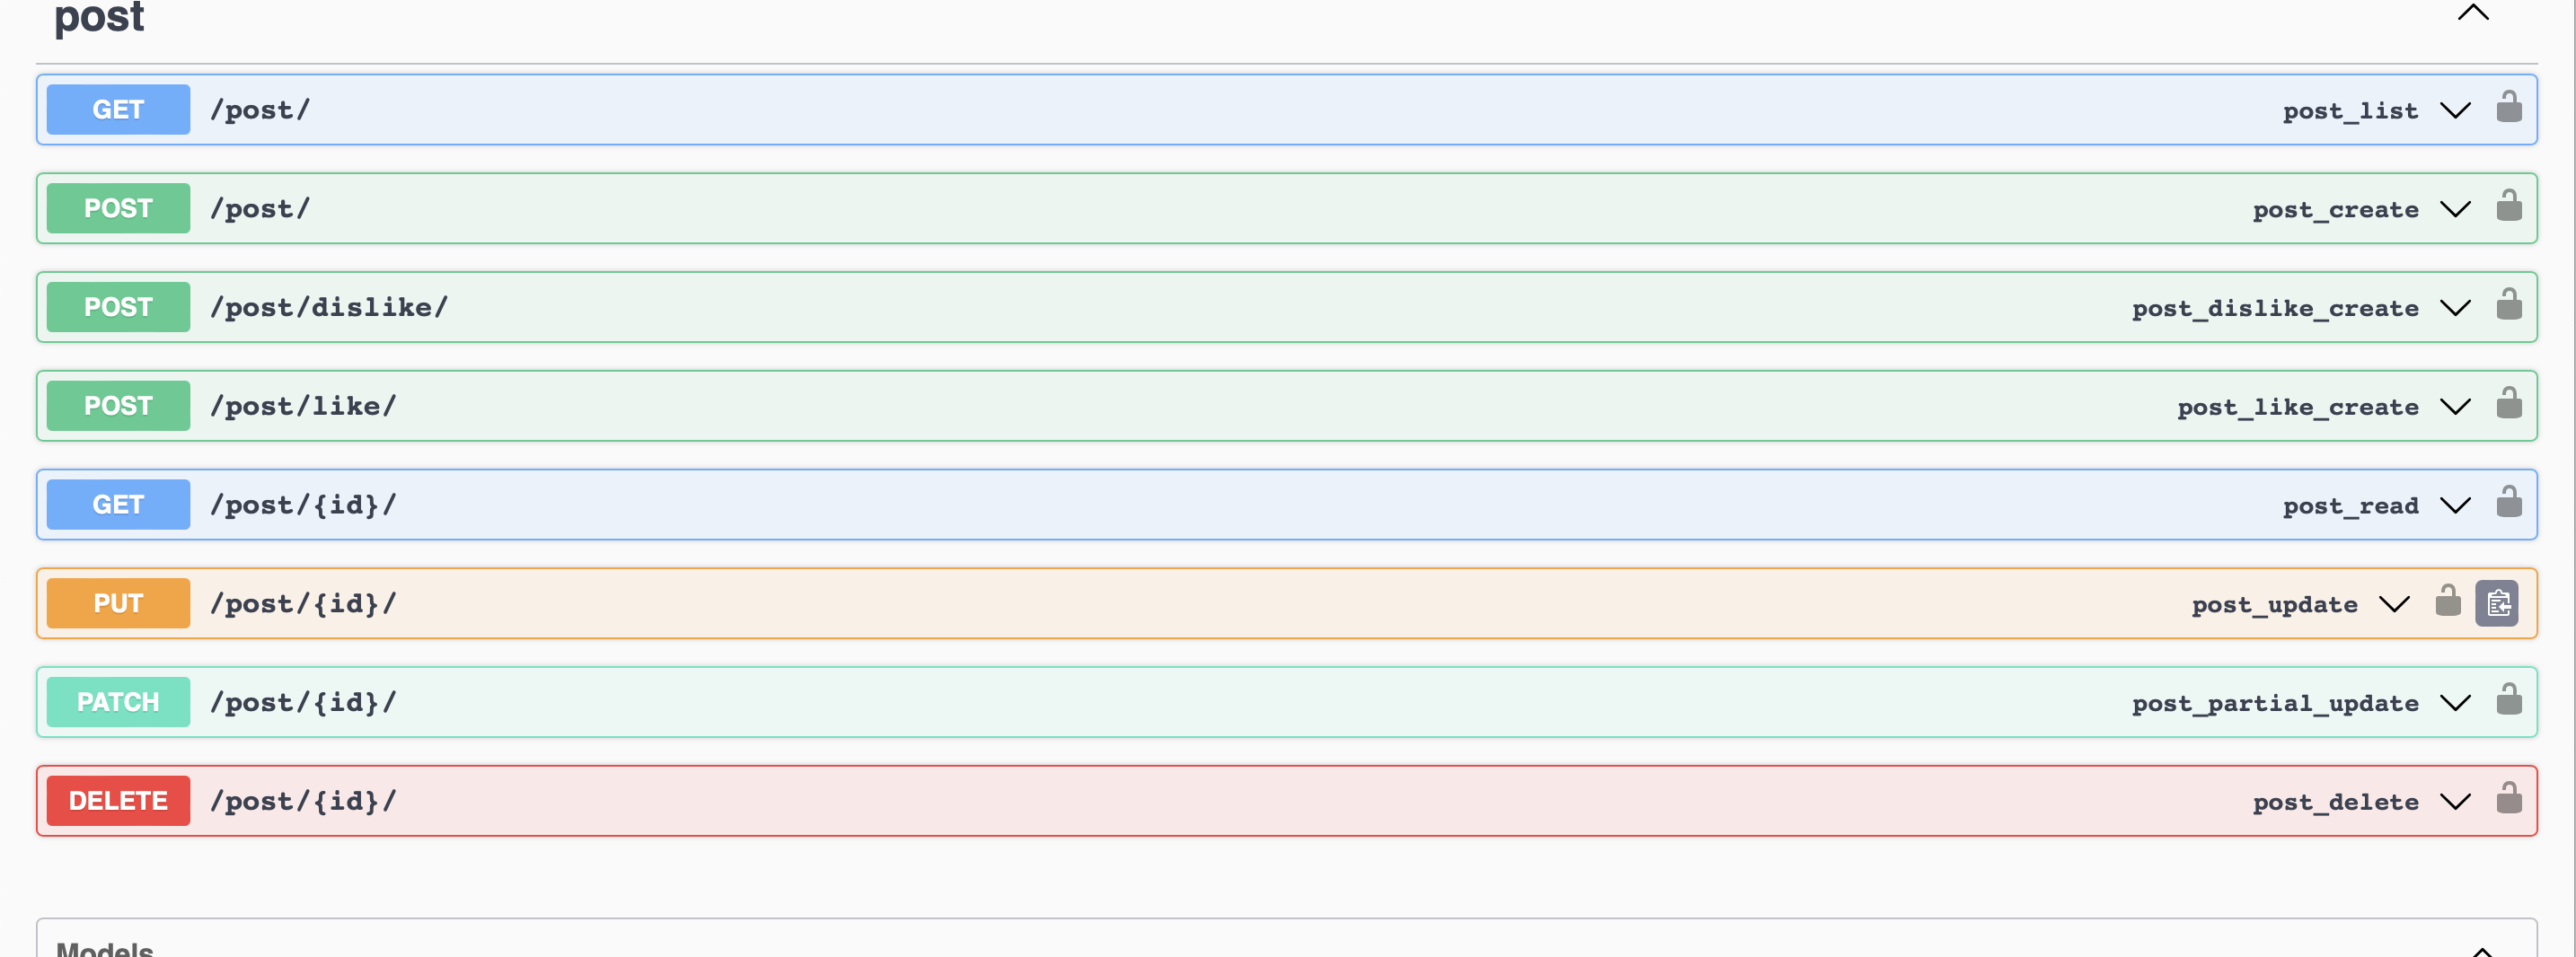 post
GET /post/ post_list
POST /post/ post_create
POST /post/dislike/ post_dislike_create
POST /post/like/ post_like_create
GET /post/{id}/ post_read
PUT /post/{id}/ post_update
PATCH /post/{id}/ post_partial_update
DELETE /post/{id}/ post_delete
Models